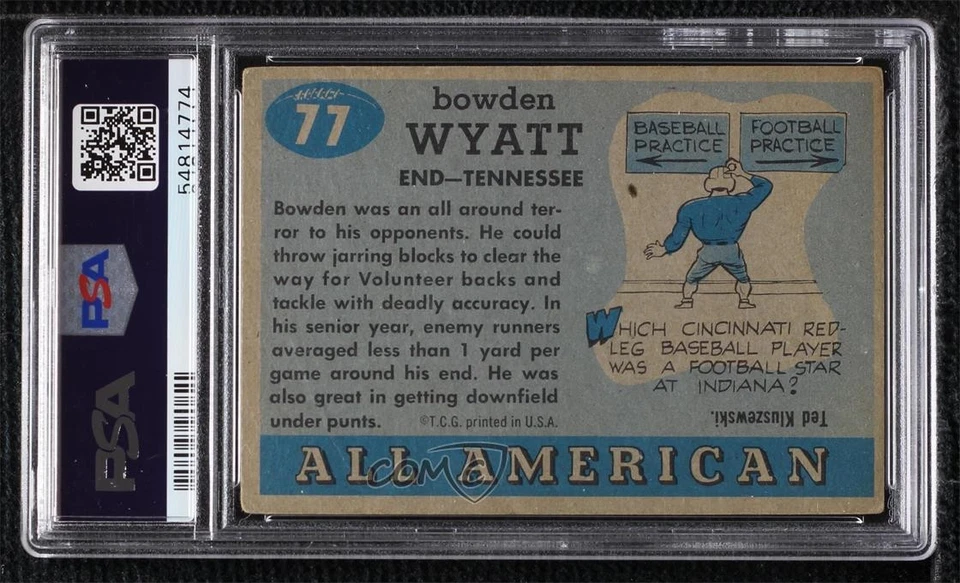 54814774
PSA
PSA
77
bowden
WYATT
END—TENNESSEE
Bowden was an all around ter-
ror to his opponents. He could
throw jarring blocks to clear the
way for Volunteer backs and
tackle with deadly accuracy. In
his senior year, enemy runners
averaged less than 1 yard per
game around his end. He was
also great in getting downfield
under punts. ©T.C.G. printed in U.S.A.
BASEBALL
PRACTICE
FOOTBALL
PRACTICE
WHICH CINCINNATI RED-
LEG BASEBALL PLAYER
WAS A FOOTBALL STAR
AT INDIANA?
Ted Kluszewski.
ALL AMERICAN
COMC